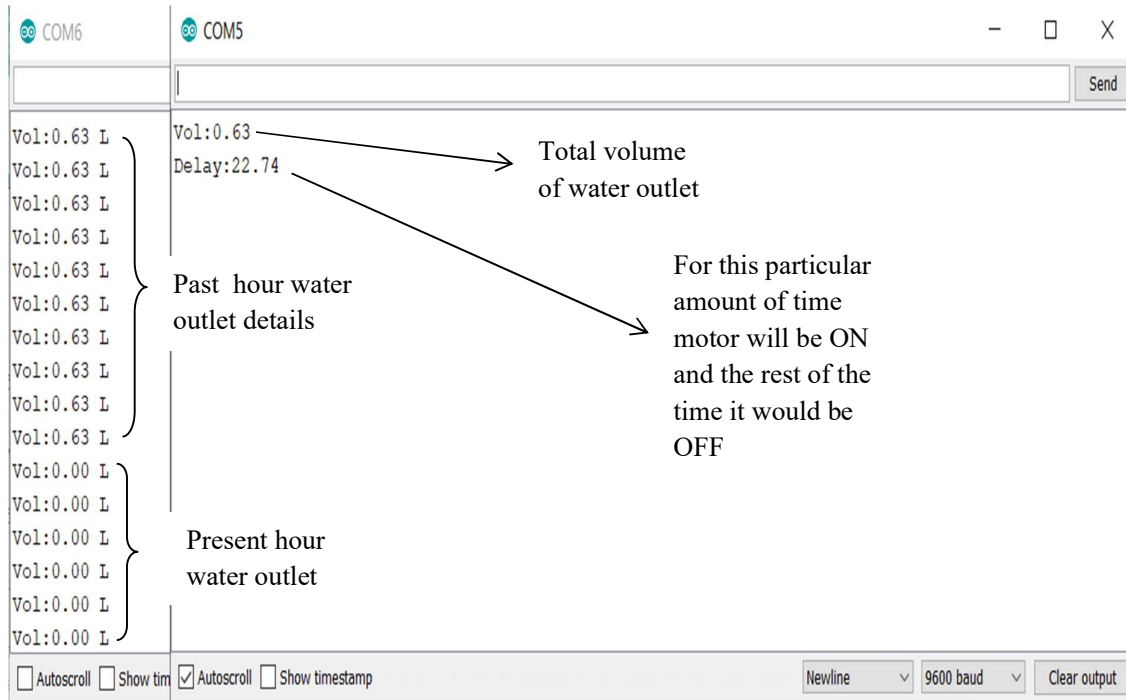 COM6
Vol:0.63 L
Vol:0.63 L
Vol:0.63 L
Vol:0.63 L
Vol:0.63 L
Vol:0.63 L
Vol:0.63 L
Vol:0.63 L
Vol:0.63 L
Vol:0.63 L
Vol:0.00 L
Vol:0.00 L
Vol:0.00 L
Vol:0.00 L
Vol:0.00 L
Vol:0.00 L
Autoscroll Show tim
COM5
Send
Vol:0.63
Delay:22.74
Total volume
of water outlet
Past hour water
outlet details
For this particular
amount of time
motor will be ON
and the rest of the
time it would be
OFF
Present hour
water outlet
Autoscroll Show timestamp Newline 9600 baud Clear output